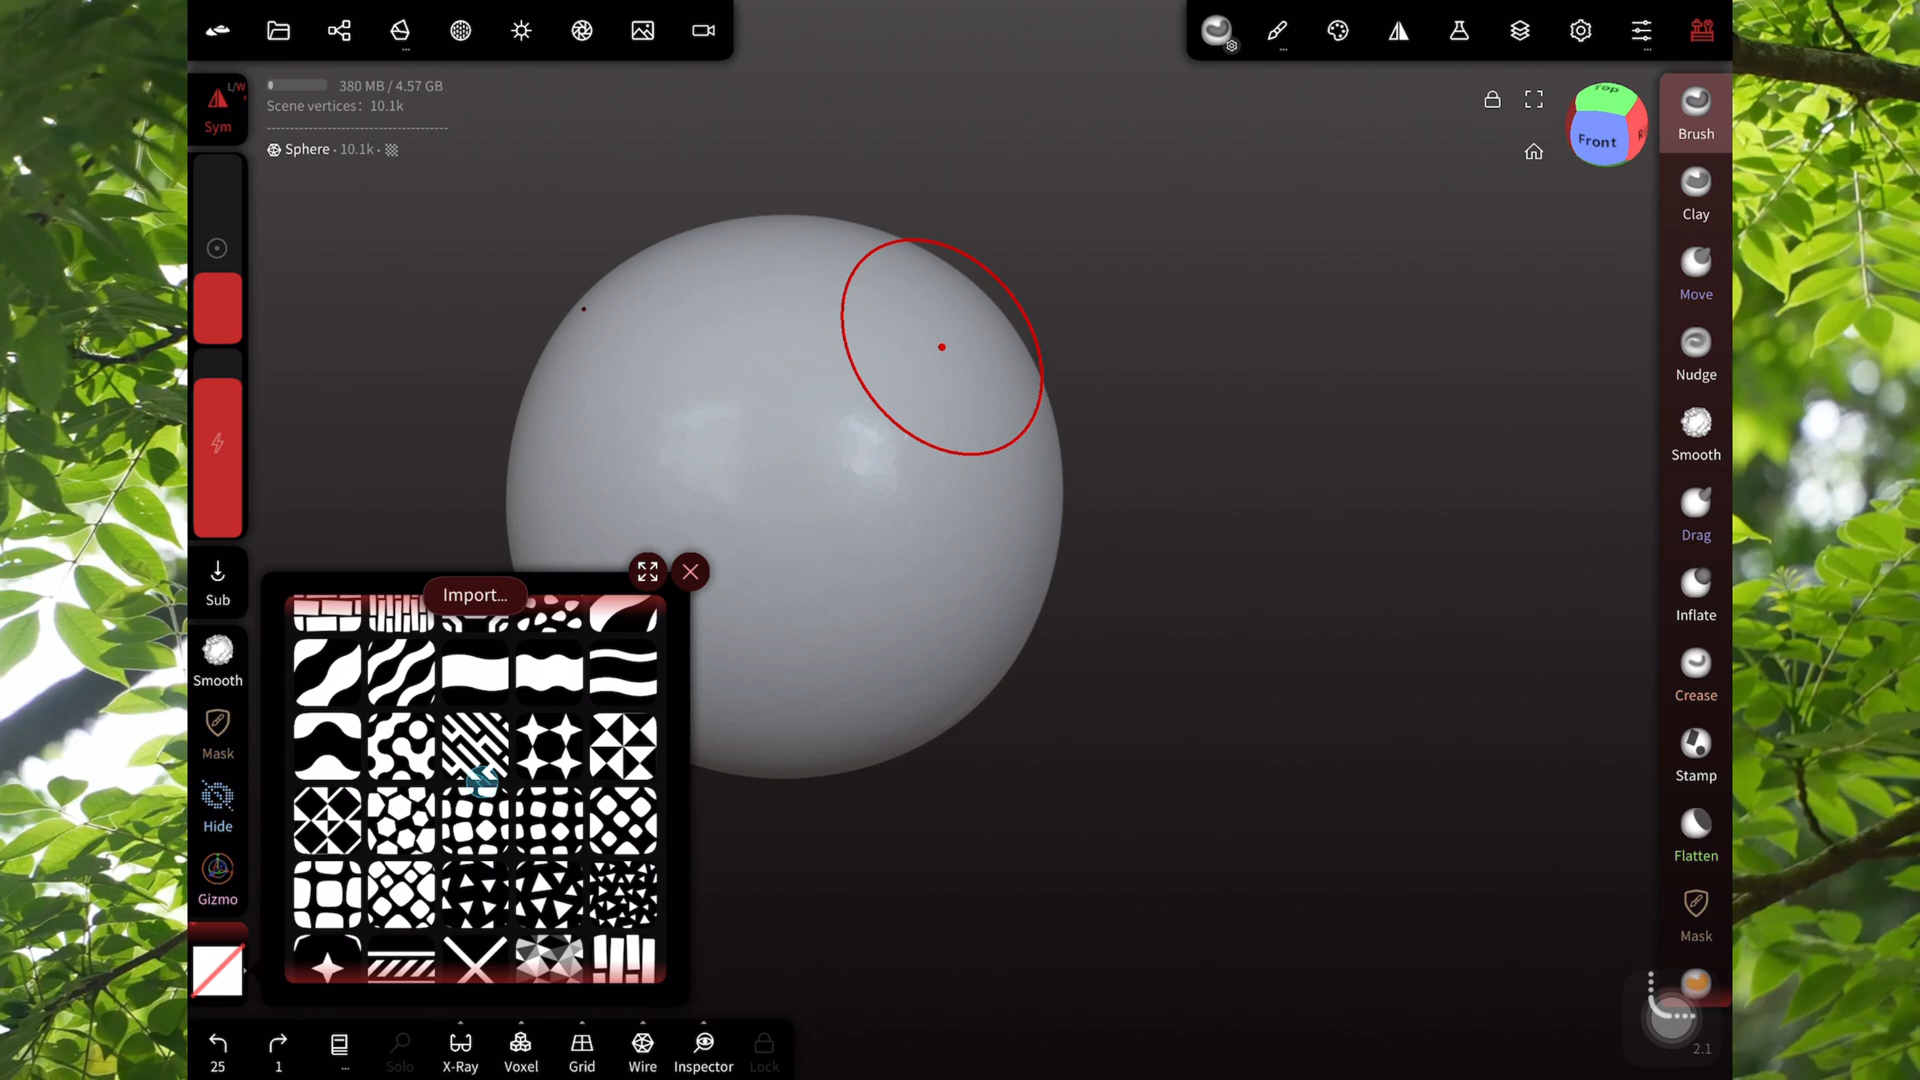 L/W
Sym
380 MB / 4.57 GB
Scene vertices: 10.1k
Sphere · 10.1k ·
Top
Front
R
Brush
Clay
Move
Nudge
Smooth
Drag
Inflate
Crease
Stamp
Flatten
Mask
Sub
Smooth
Mask
Hide
Gizmo
Import...
25
1
...
Solo
X-Ray
Voxel
Grid
Wire
Inspector
Lock
2.1